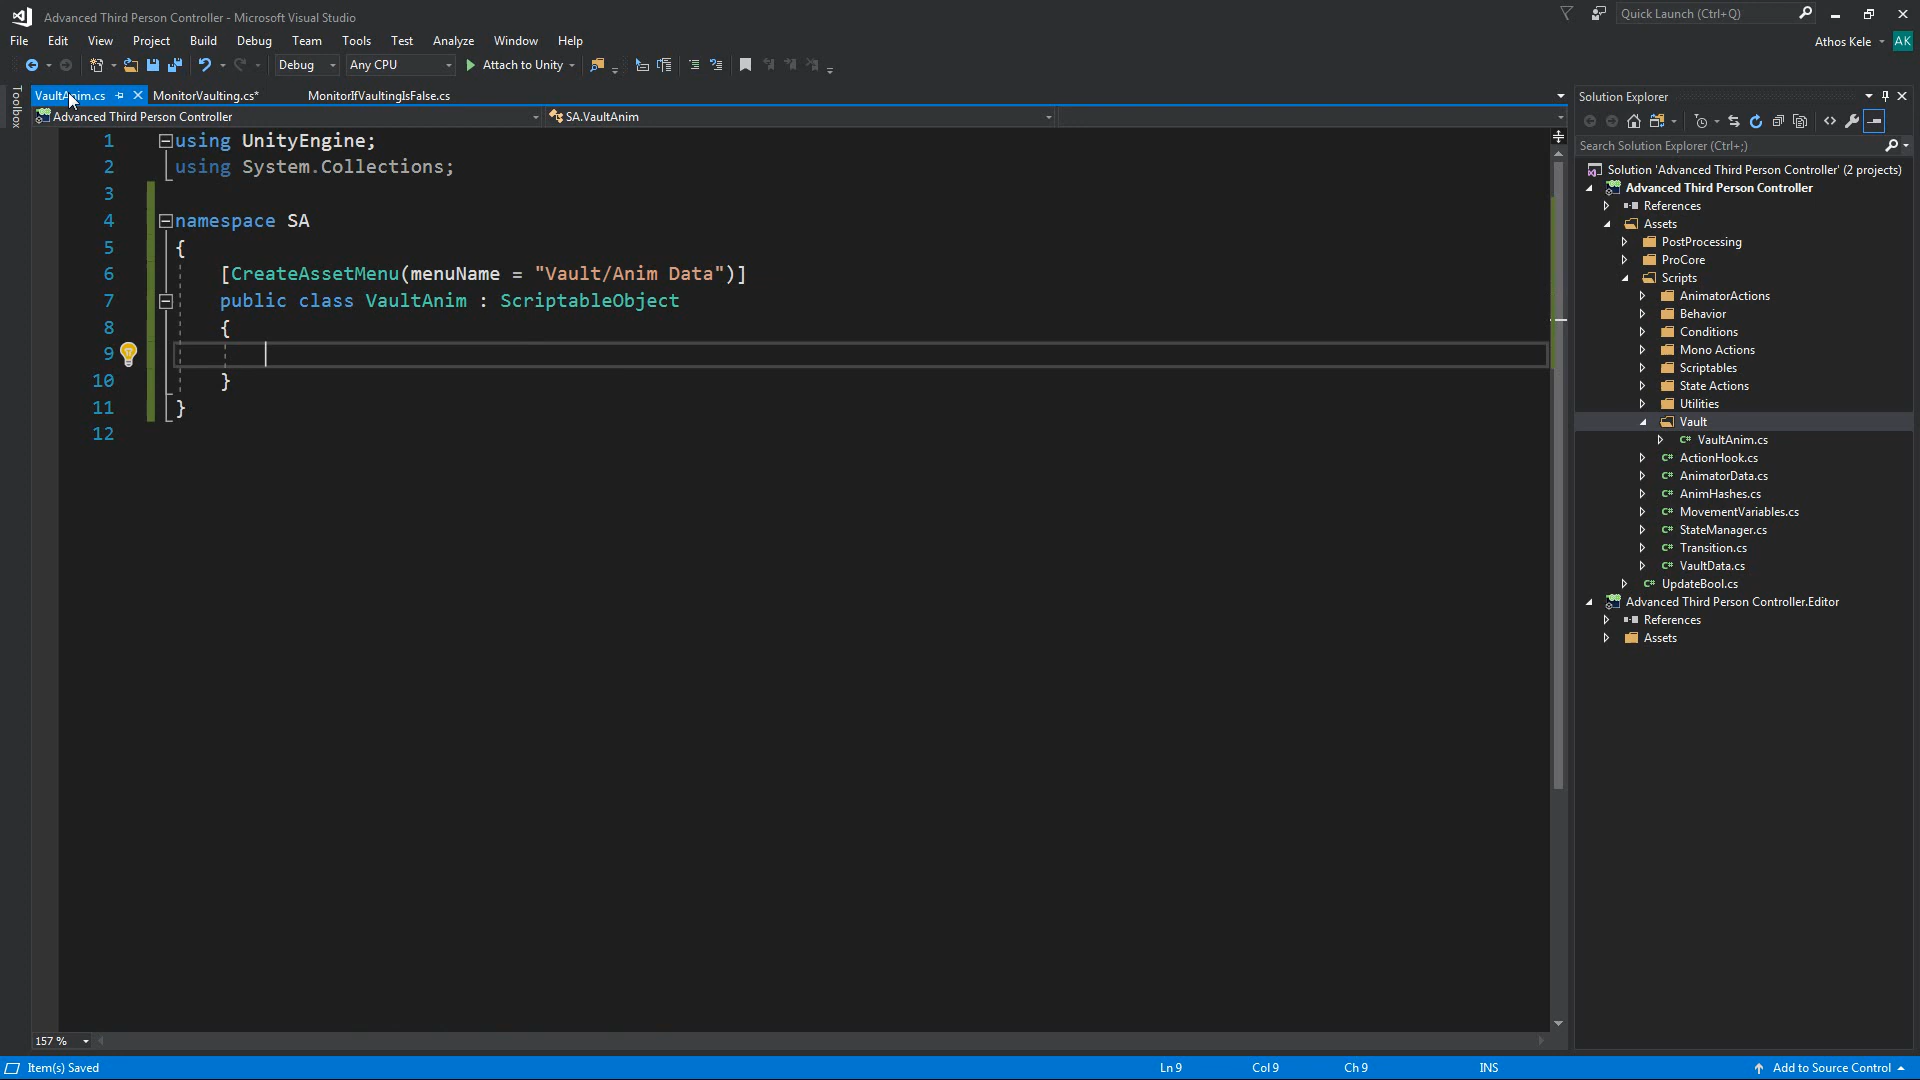 Advanced Third Person Controller - Microsoft Visual Studio
Quick Launch (Ctrl+Q)
File Edit View Project Build Debug Team Tools Test Analyze Window Help
Athos Kele AK
Debug Any CPU Attach to Unity
Toolbox
VaultAnim.cs MonitorVaulting.cs* MonitorIfVaultingIsFalse.cs
Advanced Third Person Controller SA.VaultAnim
1 using UnityEngine;
2 using System.Collections;
3
4 namespace SA
5 {
6 [CreateAssetMenu(menuName = "Vault/Anim Data")]
7 public class VaultAnim : ScriptableObject
8 {
9
10 }
11 }
12
157 %
Solution Explorer
Search Solution Explorer (Ctrl+;)
Solution 'Advanced Third Person Controller' (2 projects)
Advanced Third Person Controller
References
Assets
PostProcessing
ProCore
Scripts
AnimatorActions
Behavior
Conditions
Mono Actions
Scriptables
State Actions
Utilities
Vault
C# VaultAnim.cs
C# ActionHook.cs
C# AnimatorData.cs
C# AnimHashes.cs
C# MovementVariables.cs
C# StateManager.cs
C# Transition.cs
C# VaultData.cs
C# UpdateBool.cs
Advanced Third Person Controller.Editor
References
Assets
Item(s) Saved Ln 9 Col 9 Ch 9 INS Add to Source Control